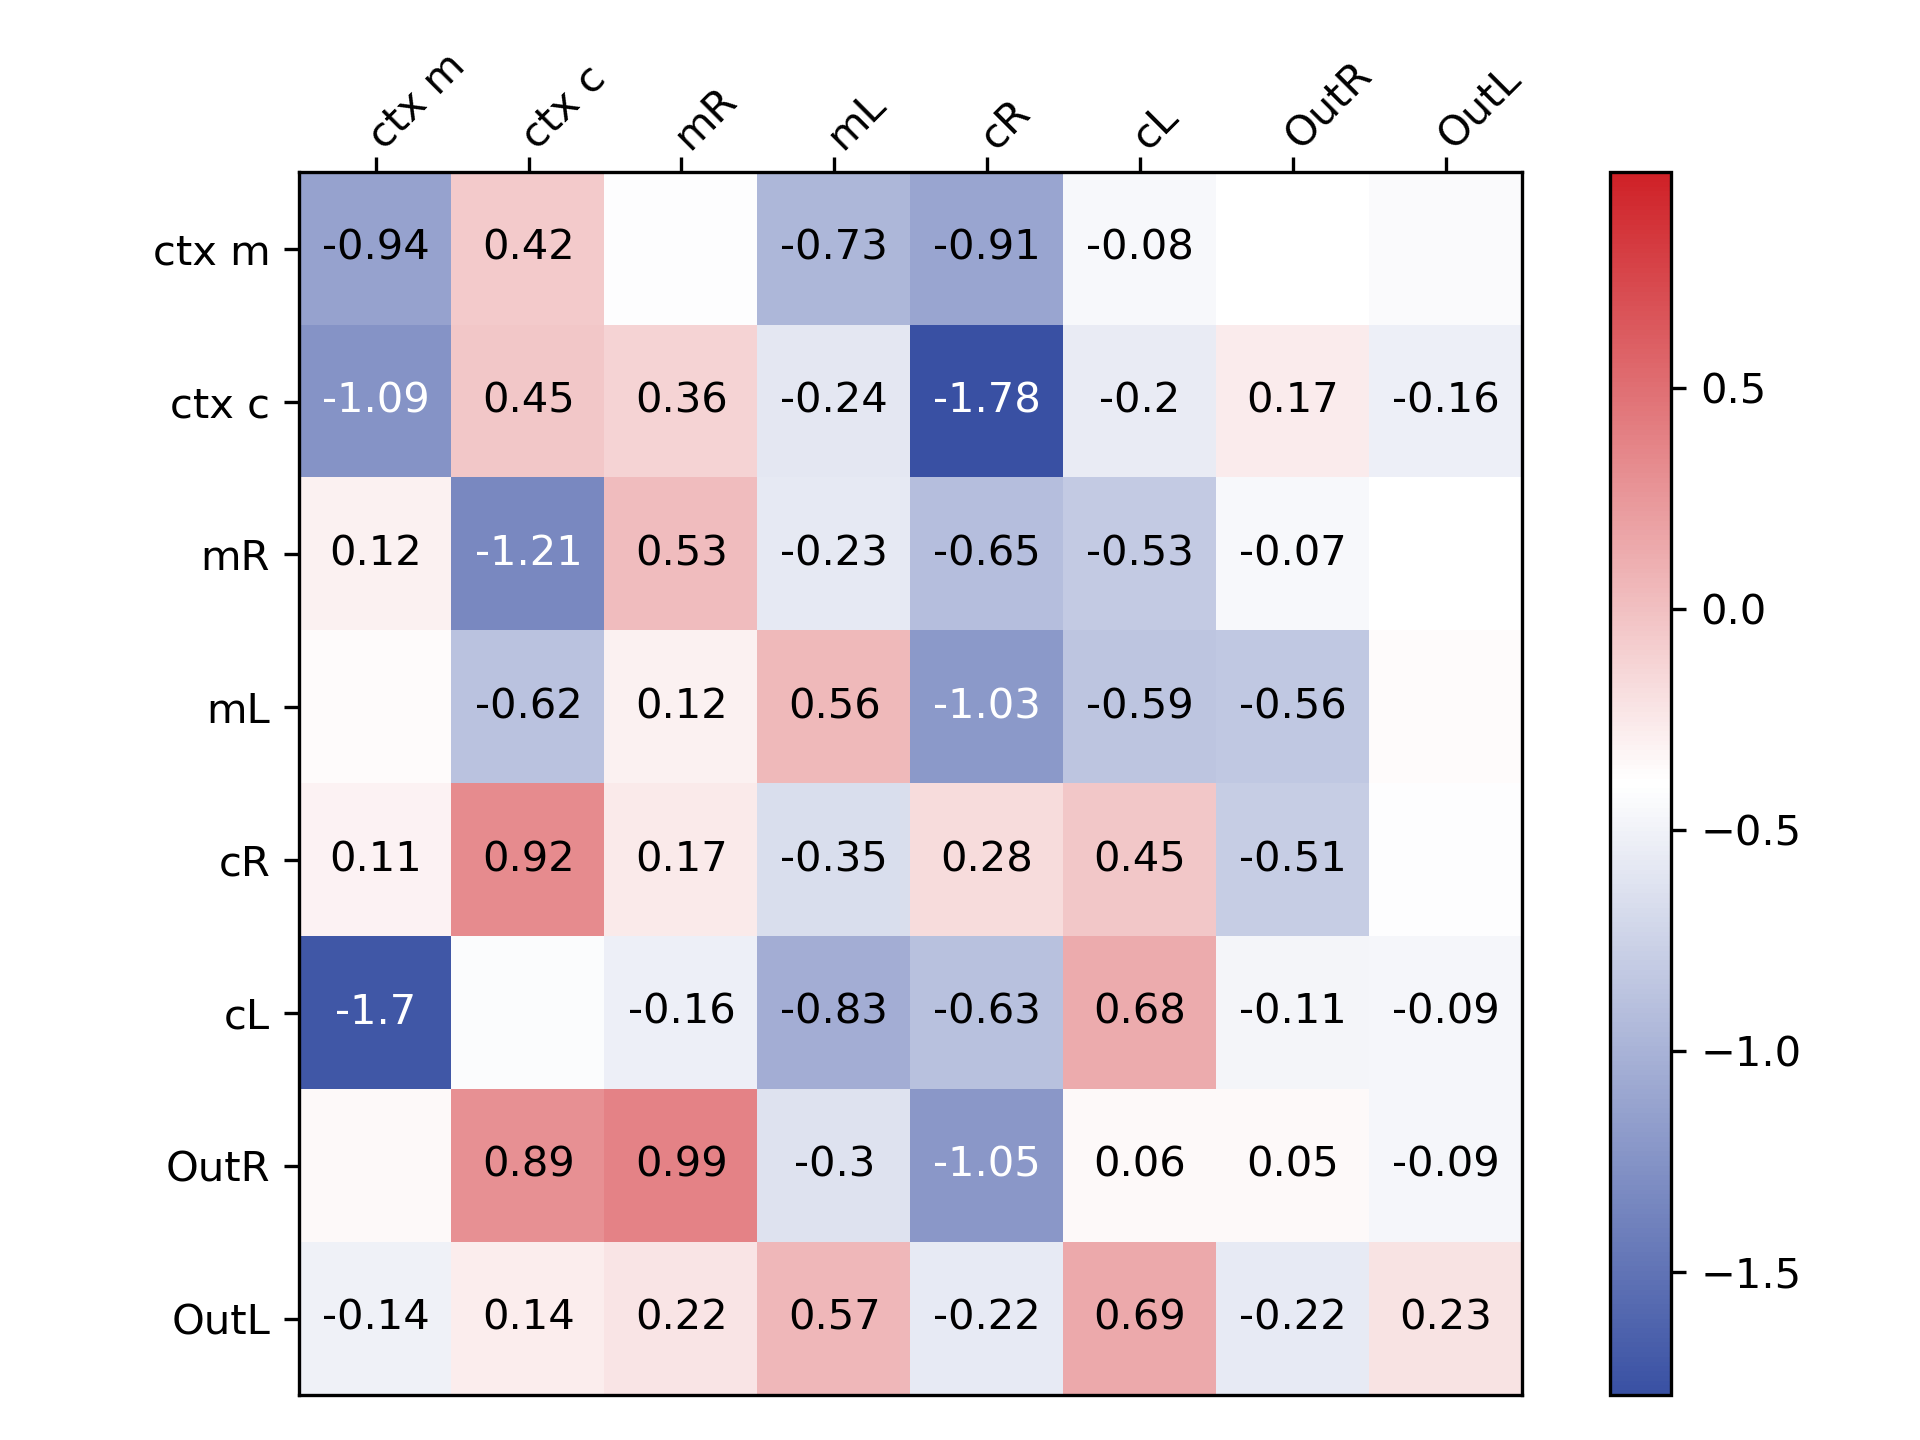 ctx m ctx c mR mL cR cL OutR OutL
ctx m -0.94 0.42 -0.73 -0.91 -0.08
ctx c -1.09 0.45 0.36 -0.24 -1.78 -0.2 0.17 -0.16
mR 0.12 -1.21 0.53 -0.23 -0.65 -0.53 -0.07
mL -0.62 0.12 0.56 -1.03 -0.59 -0.56
cR 0.11 0.92 0.17 -0.35 0.28 0.45 -0.51
cL -1.7 -0.16 -0.83 -0.63 0.68 -0.11 -0.09
OutR 0.89 0.99 -0.3 -1.05 0.06 0.05 -0.09
OutL -0.14 0.14 0.22 0.57 -0.22 0.69 -0.22 0.23
0.5
0.0
−0.5
−1.0
−1.5